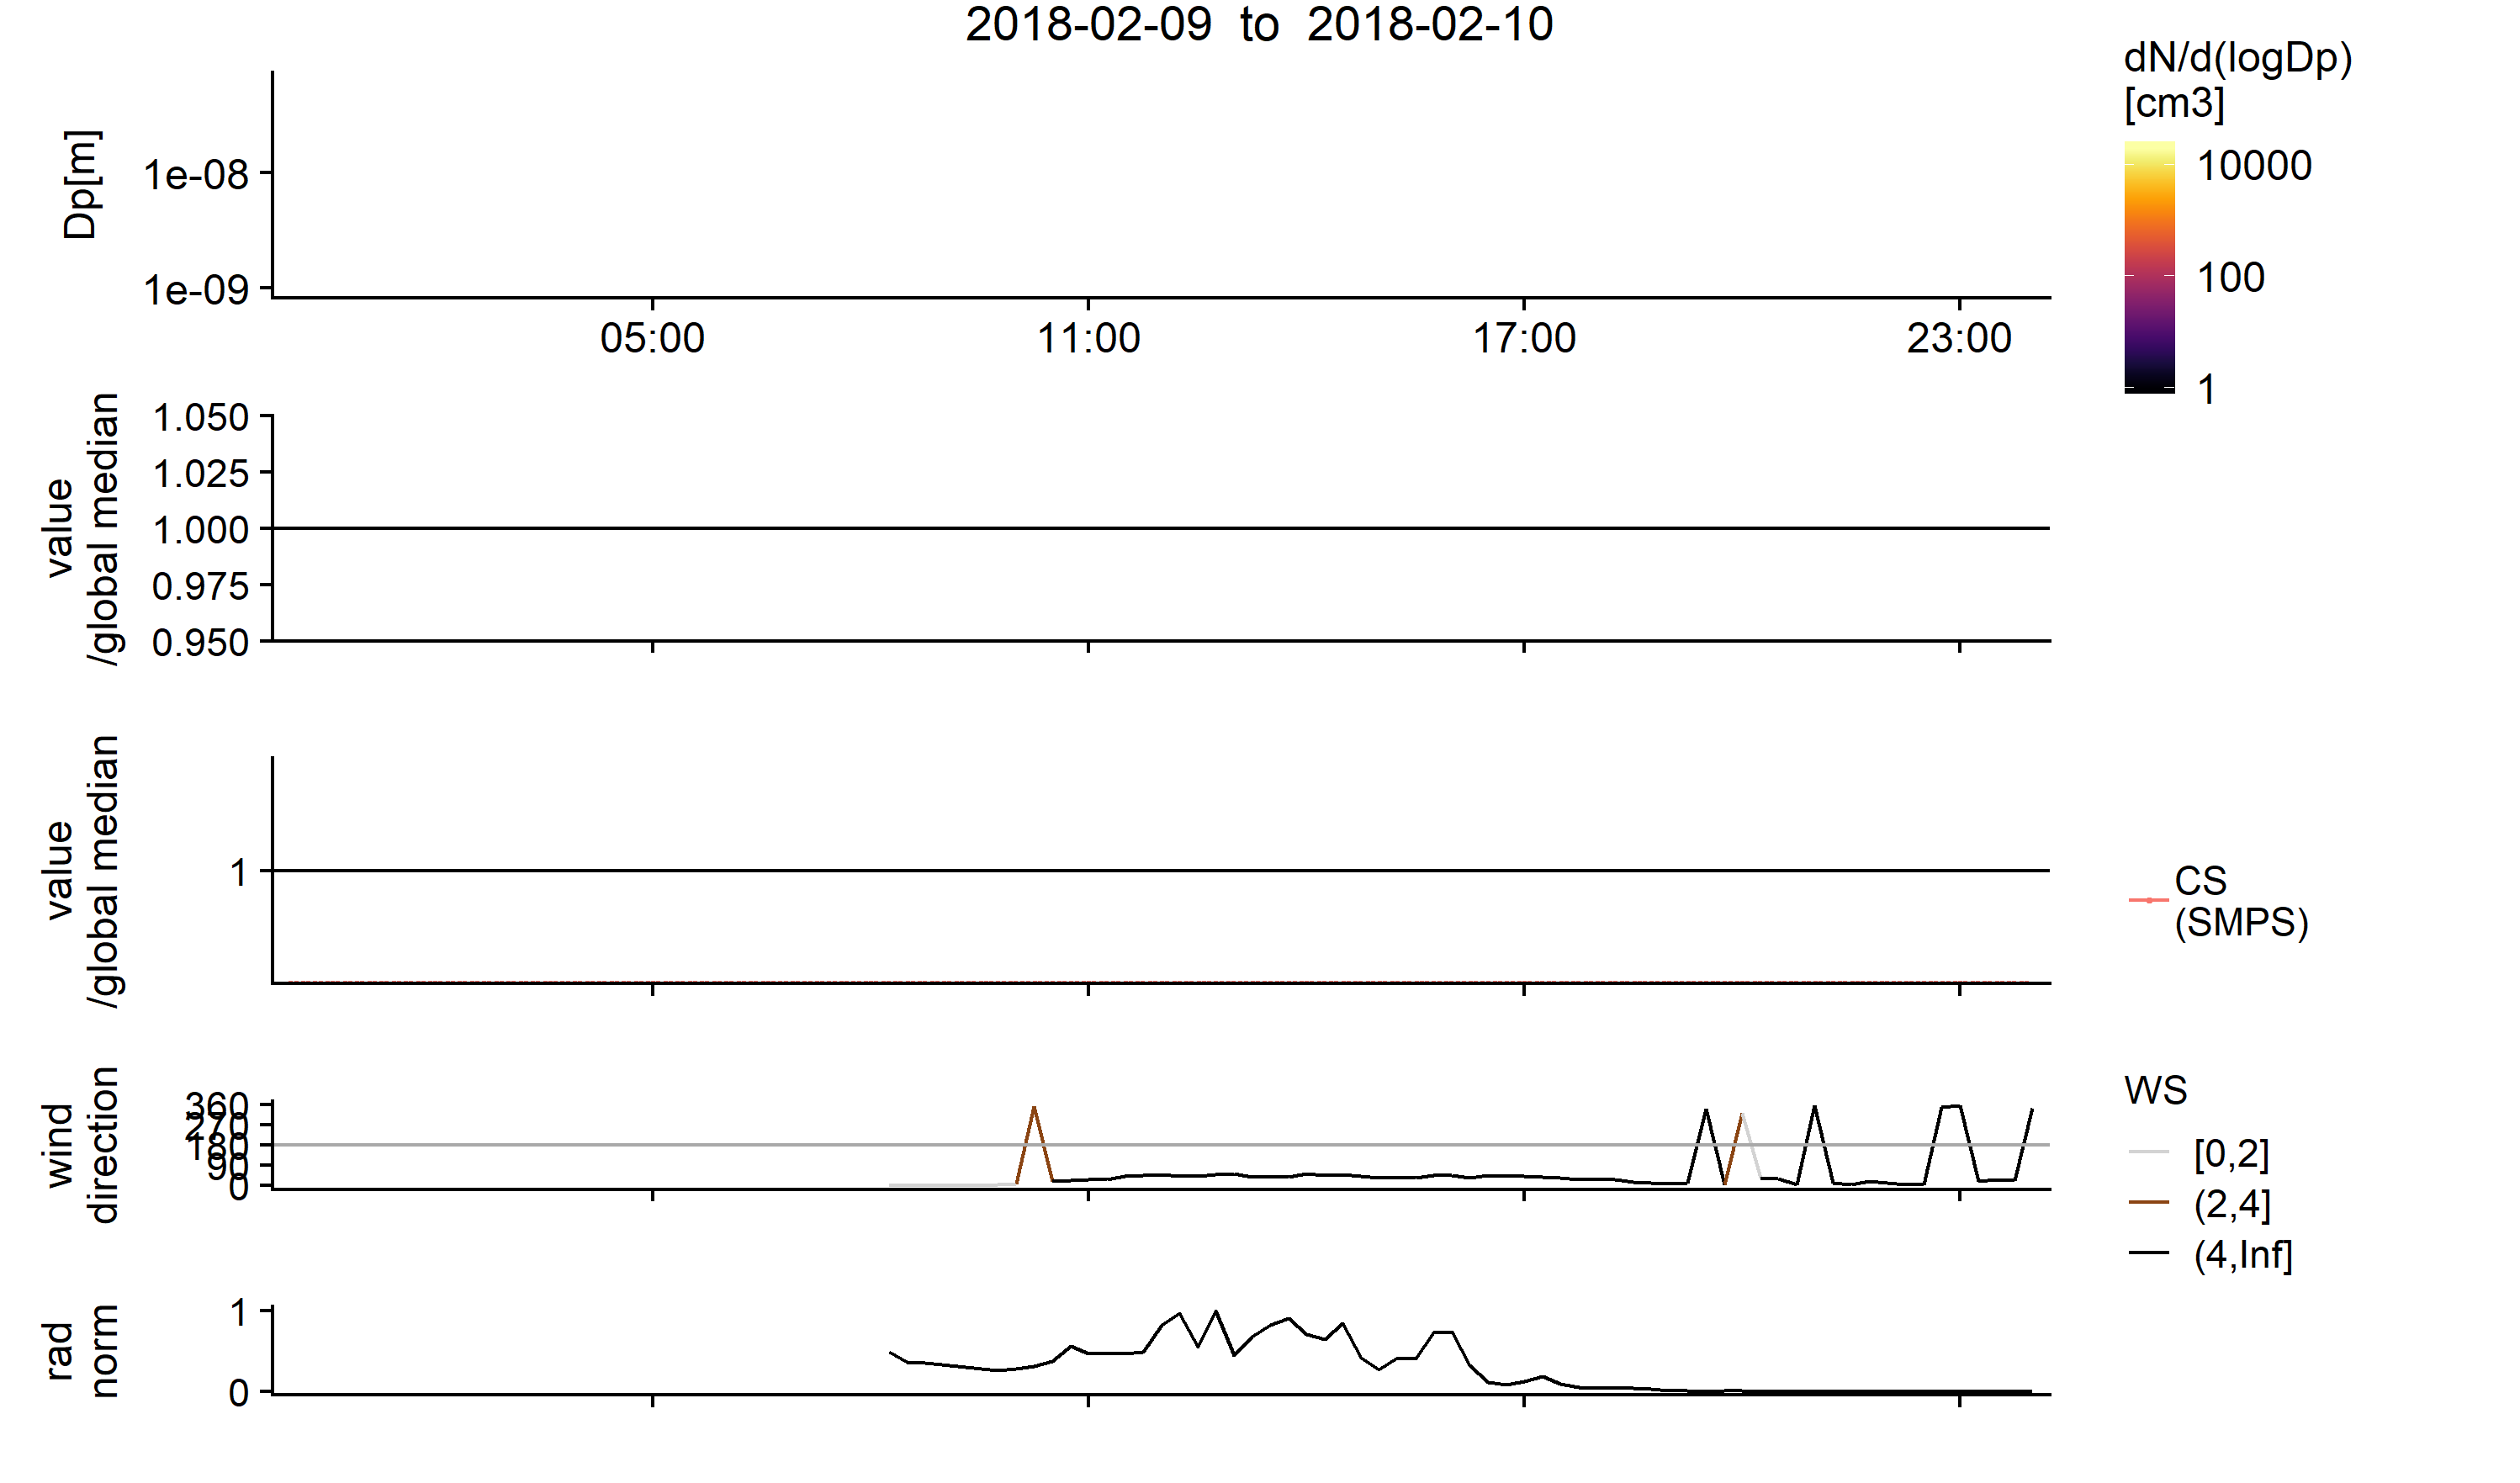 2018-02-09 to 2018-02-10
Dp[m]
1e-08
1e-09
05:00
11:00
17:00
23:00
dN/d(logDp)
[cm3]
10000
100
1
value
/global median
1.050
1.025
1.000
0.975
0.950
value
/global median
1
CS
(SMPS)
wind
direction
360
270
180
90
0
WS
[0,2]
(2,4]
(4,Inf]
rad
norm
1
0